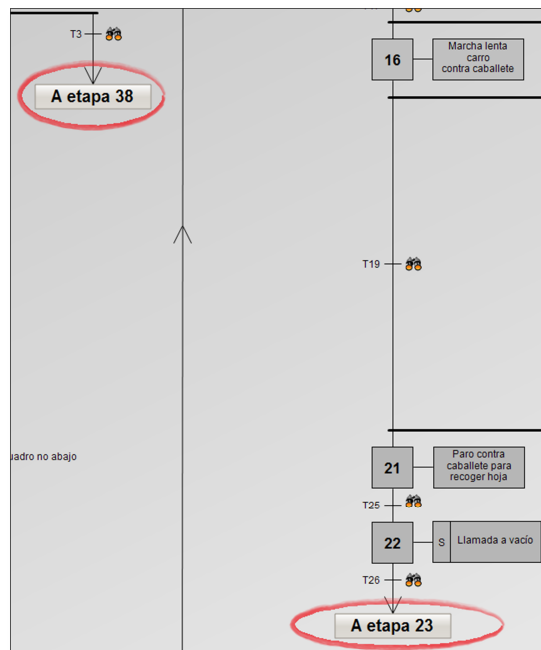 T3
A etapa 38
16
Marcha lenta
carro
contra caballete
T19
uadro no abajo
21
Paro contra
caballete para
recoger hoja
T25
22
S
Llamada a vacío
T26
A etapa 23